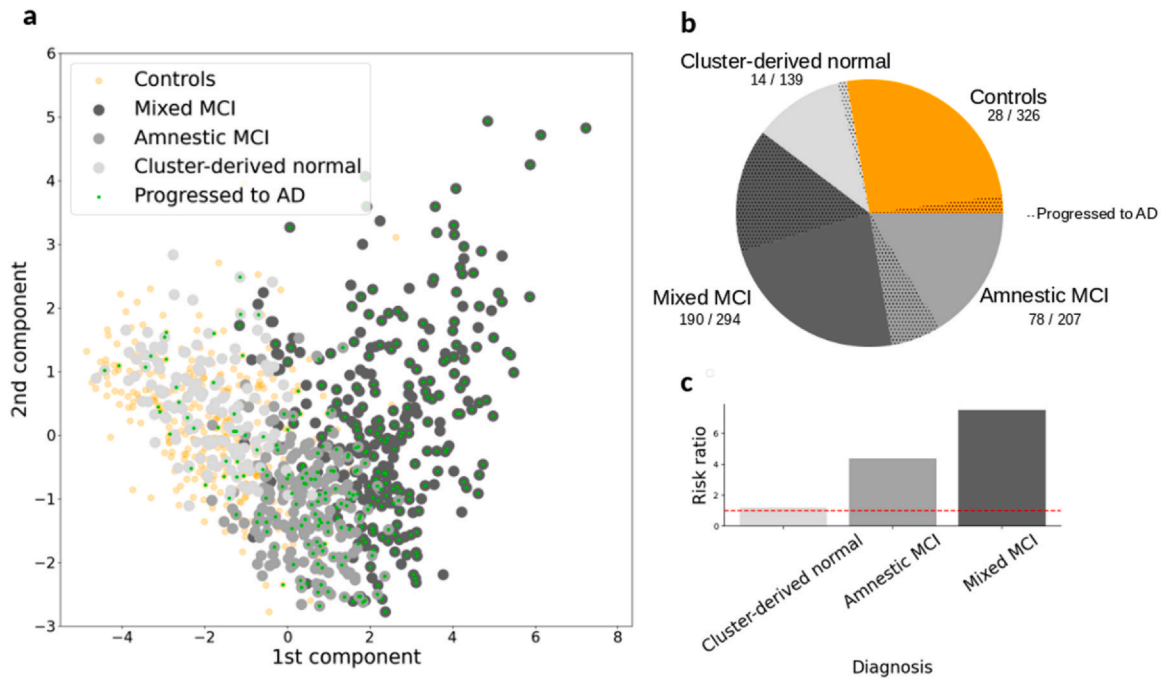 a
6
5
4
3
2
1
0
−1
−2
−3
2nd component
Controls
Mixed MCI
Amnestic MCI
Cluster-derived normal
Progressed to AD
−4
−2
0
2
4
6
8
1st component
b
Cluster-derived normal
14 / 139
Controls
28 / 326
Progressed to AD
Mixed MCI
190 / 294
Amnestic MCI
78 / 207
c
Risk ratio
6
4
2
0
Cluster-derived normal
Amnestic MCI
Mixed MCI
Diagnosis